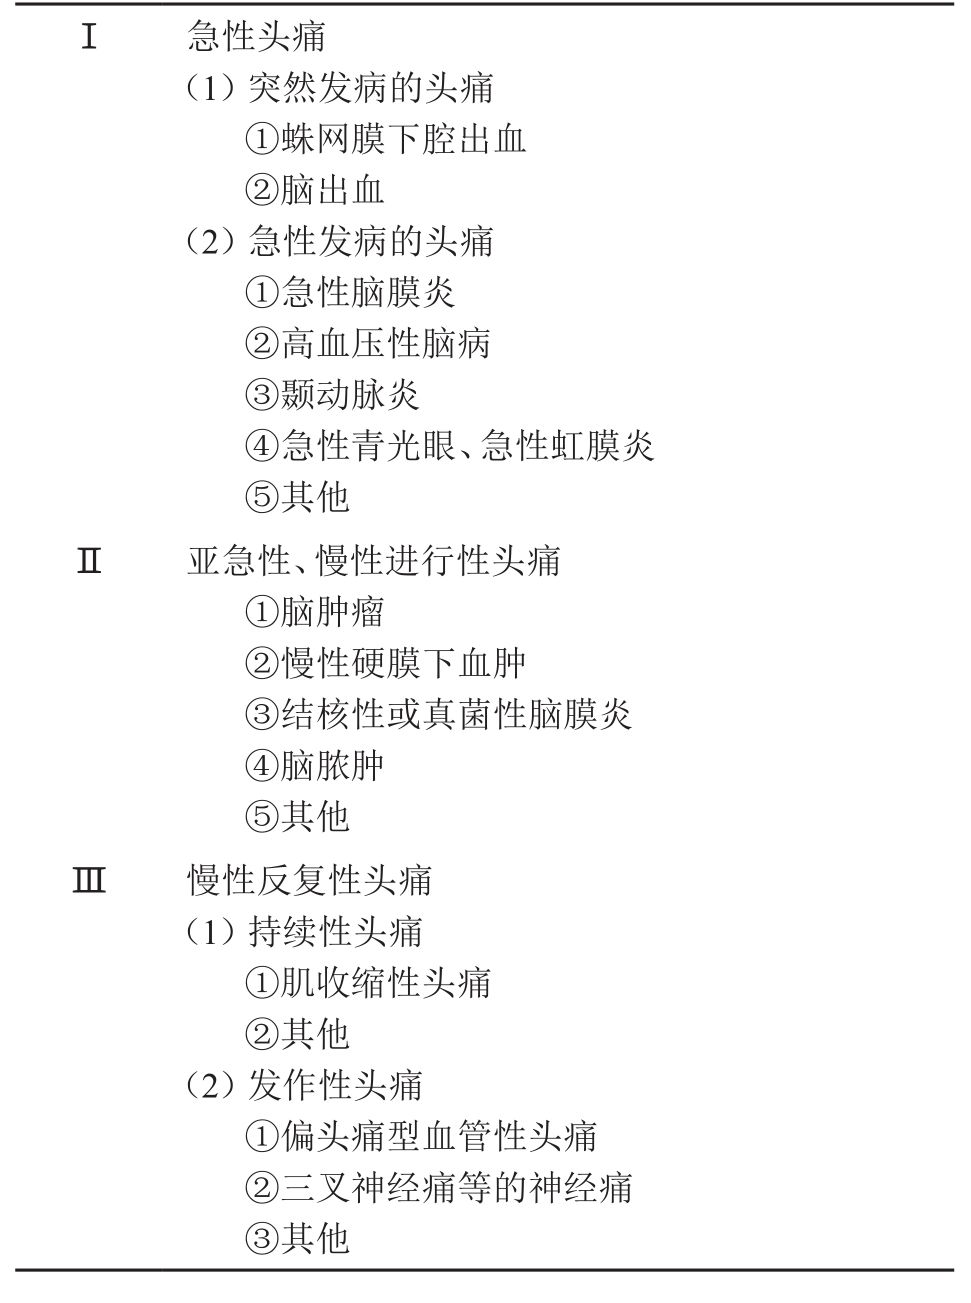 Ⅰ 急性头痛
（1）突然发病的头痛
①蛛网膜下腔出血
②脑出血
（2）急性发病的头痛
①急性脑膜炎
②高血压性脑病
③颞动脉炎
④急性青光眼、急性虹膜炎
⑤其他
Ⅱ 亚急性、慢性进行性头痛
①脑肿瘤
②慢性硬膜下血肿
③结核性或真菌性脑膜炎
④脑脓肿
⑤其他
Ⅲ 慢性反复性头痛
（1）持续性头痛
①肌收缩性头痛
②其他
（2）发作性头痛
①偏头痛型血管性头痛
②三叉神经痛等的神经痛
③其他